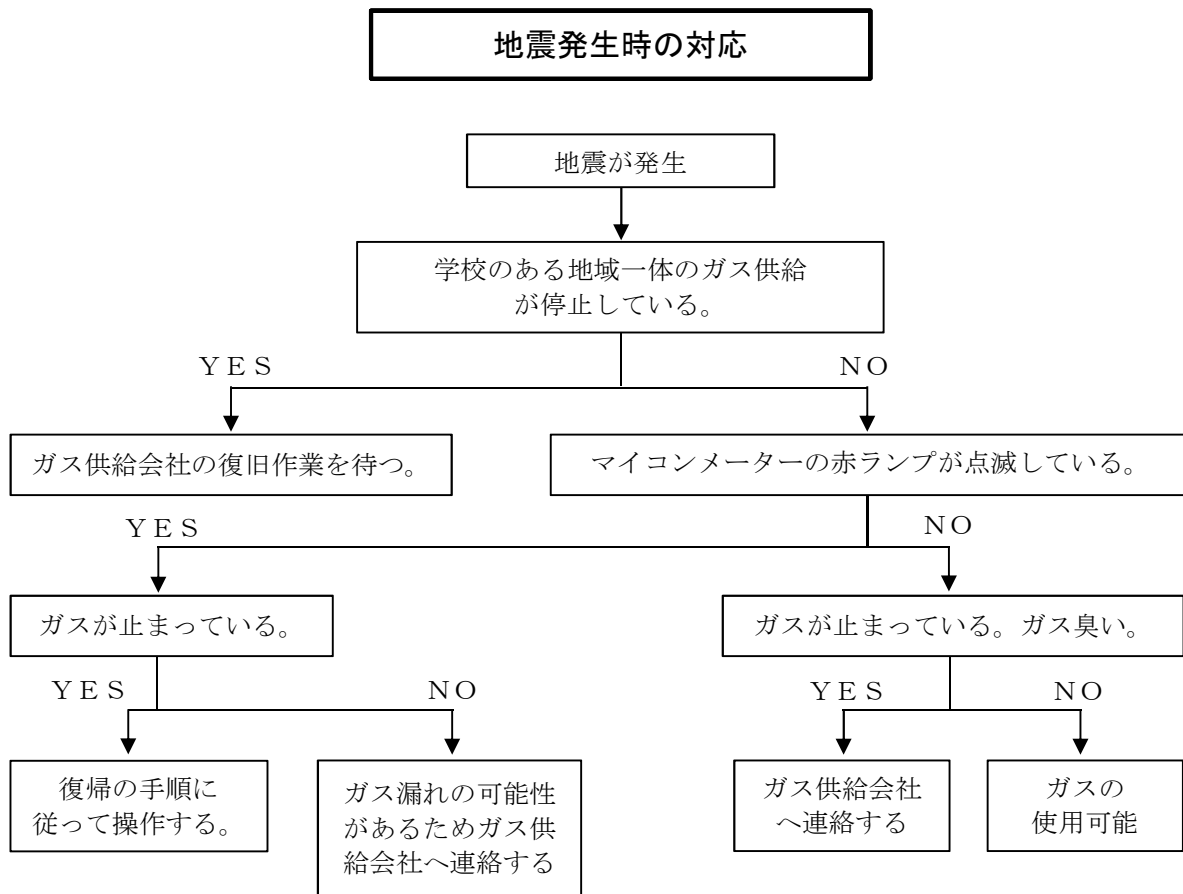 地震発生時の対応
地震が発生
学校のある地域一体のガス供給
が停止している。
ＹＥＳ
ＮＯ
ガス供給会社の復旧作業を待つ。
マイコンメーターの赤ランプが点滅している。
ＹＥＳ
ＮＯ
ガスが止まっている。
ガスが止まっている。ガス臭い。
ＹＥＳ
ＮＯ
ＹＥＳ
ＮＯ
復帰の手順に
従って操作する。
ガス漏れの可能性
があるためガス供
給会社へ連絡する
ガス供給会社
へ連絡する
ガスの
使用可能